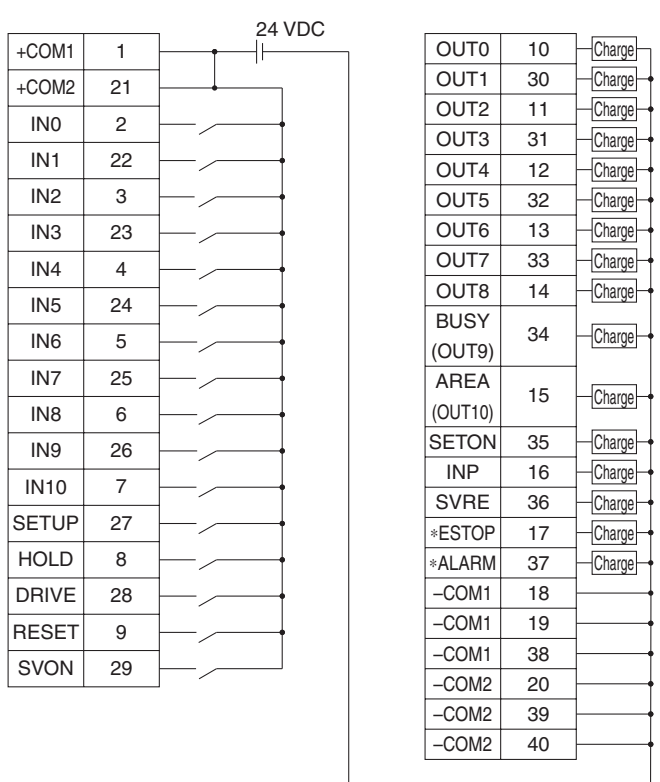 24 VDC
+COM1 1
+COM2 21
IN0 2
IN1 22
IN2 3
IN3 23
IN4 4
IN5 24
IN6 5
IN7 25
IN8 6
IN9 26
IN10 7
SETUP 27
HOLD 8
DRIVE 28
RESET 9
SVON 29
OUT0 10 Charge
OUT1 30 Charge
OUT2 11 Charge
OUT3 31 Charge
OUT4 12 Charge
OUT5 32 Charge
OUT6 13 Charge
OUT7 33 Charge
OUT8 14 Charge
BUSY
(OUT9) 34 Charge
AREA
(OUT10) 15 Charge
SETON 35 Charge
INP 16 Charge
SVRE 36 Charge
*ESTOP 17 Charge
*ALARM 37 Charge
–COM1 18
–COM1 19
–COM1 38
–COM2 20
–COM2 39
–COM2 40